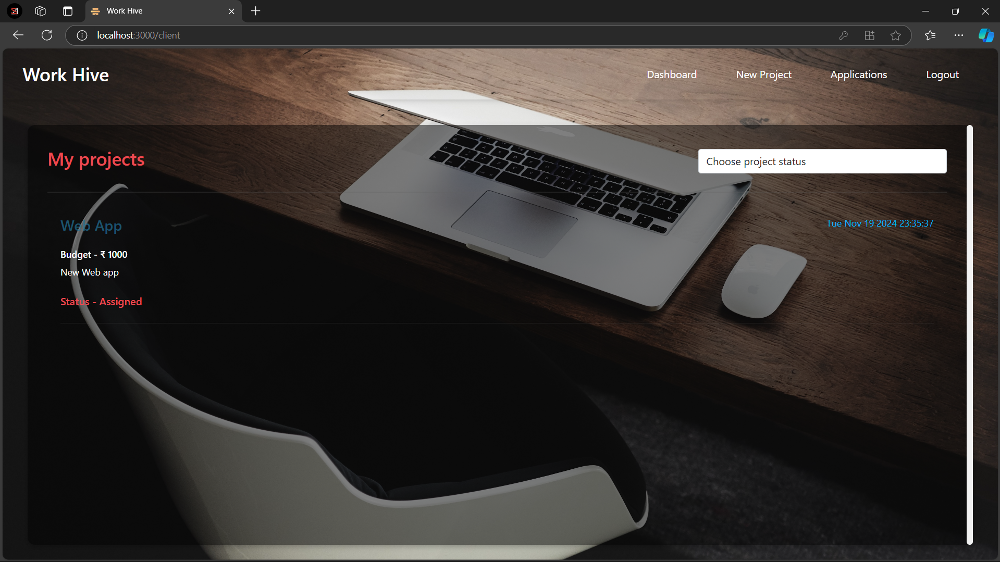 Work Hive
localhost:3000/client
Work Hive
Dashboard
New Project
Applications
Logout
My projects
Choose project status
Web App
Tue Nov 19 2024 23:35:37
Budget - ₹ 1000
New Web app
Status - Assigned